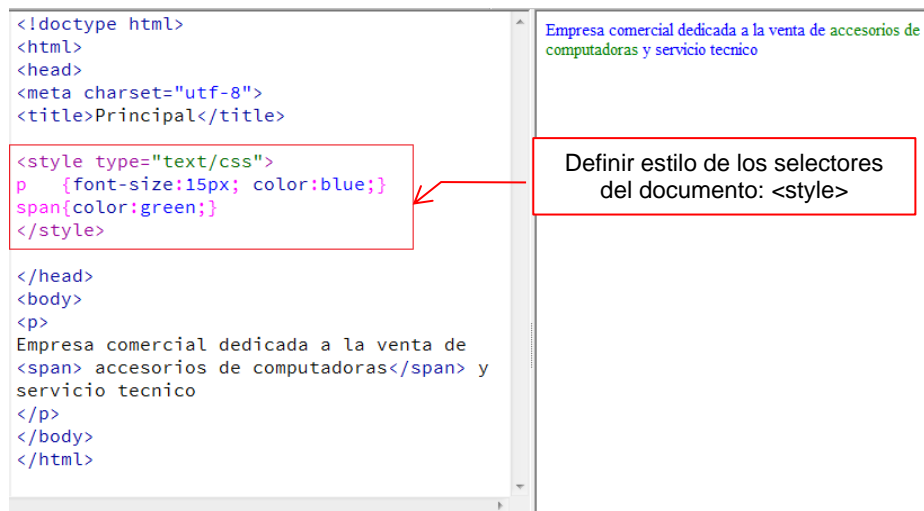 <!doctype html>
<html>
<head>
<meta charset="utf-8">
<title>Principal</title>
<style type="text/css">
p   {font-size:15px; color:blue;}
span{color:green;}
</style>
</head>
<body>
<p>
Empresa comercial dedicada a la venta de
<span> accesorios de computadoras</span> y
servicio tecnico
</p>
</body>
</html>
Empresa comercial dedicada a la venta de accesorios de
computadoras y servicio tecnico
Definir estilo de los selectores
del documento: <style>